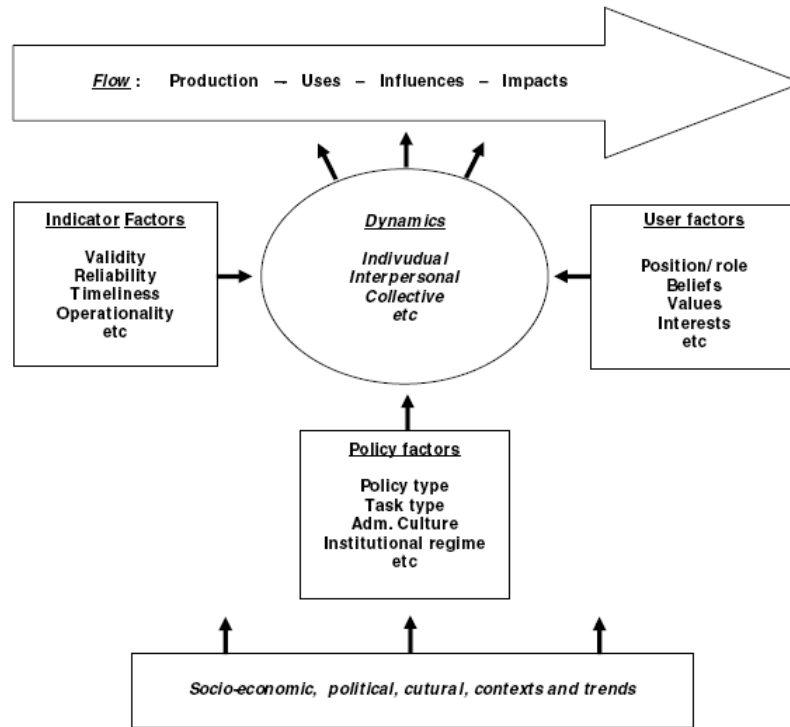 Flow : Production – Uses – Influences – Impacts
Indicator Factors
Validity
Reliability
Timeliness
Operationality
etc
Dynamics
Indivudual
Interpersonal
Collective
etc
User factors
Position/ role
Beliefs
Values
Interests
etc
Policy factors
Policy type
Task type
Adm. Culture
Institutional regime
etc
Socio-economic, political, cutural, contexts and trends